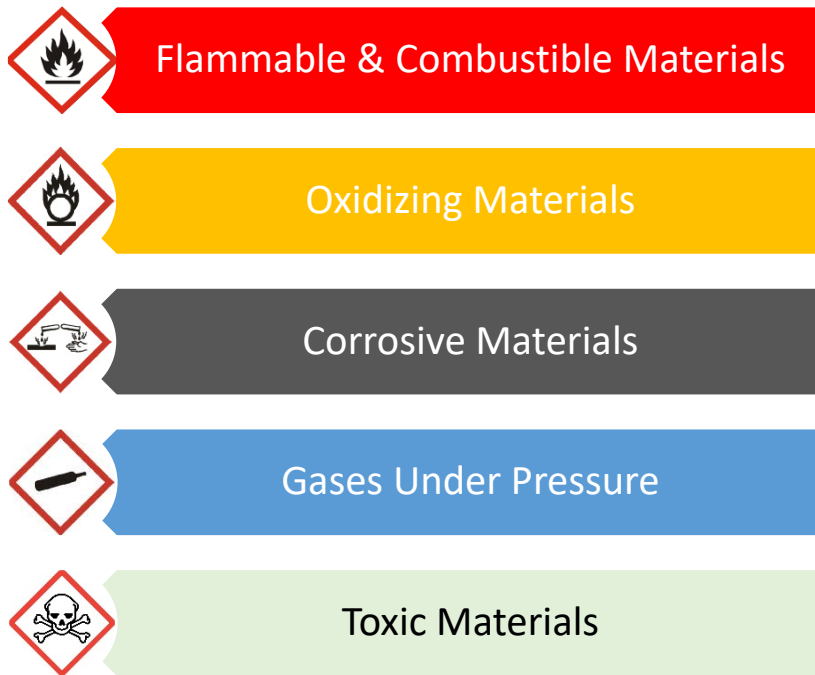 Flammable & Combustible Materials
Oxidizing Materials
Corrosive Materials
Gases Under Pressure
Toxic Materials